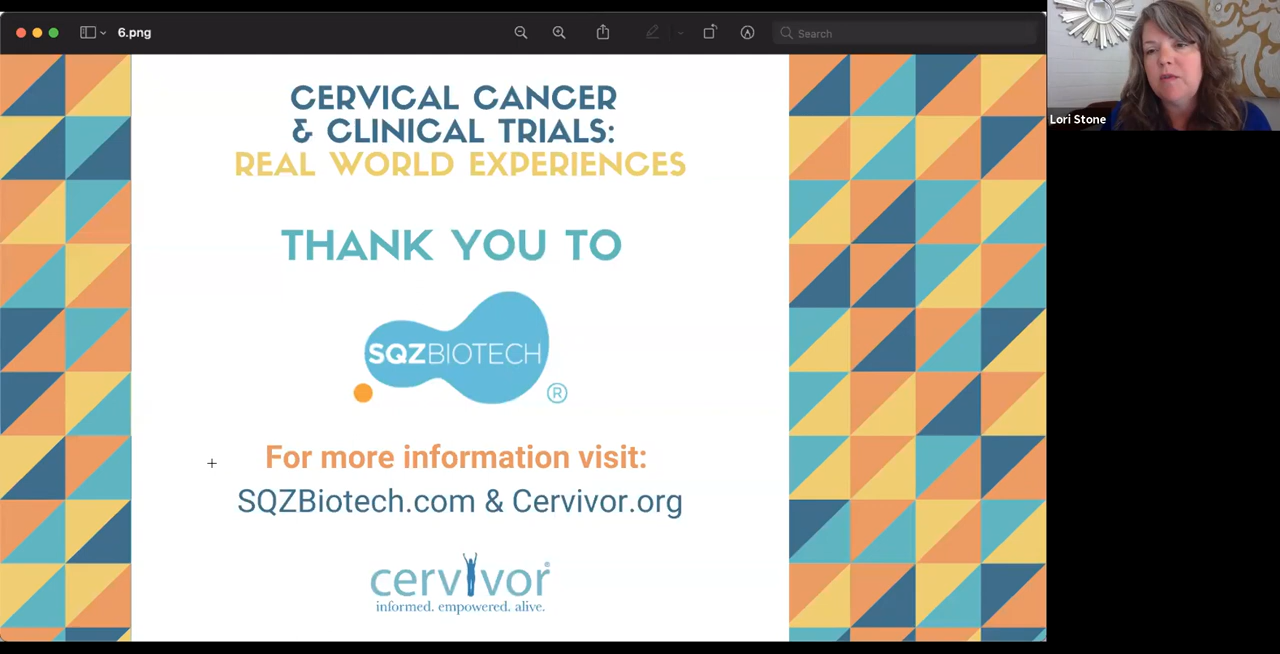 6.png
Search
CERVICAL CANCER
& CLINICAL TRIALS:
REAL WORLD EXPERIENCES
THANK YOU TO
SQZBIOTECH
®
For more information visit:
SQZBiotech.com & Cervivor.org
cervivor®
informed. empowered. alive.
Lori Stone